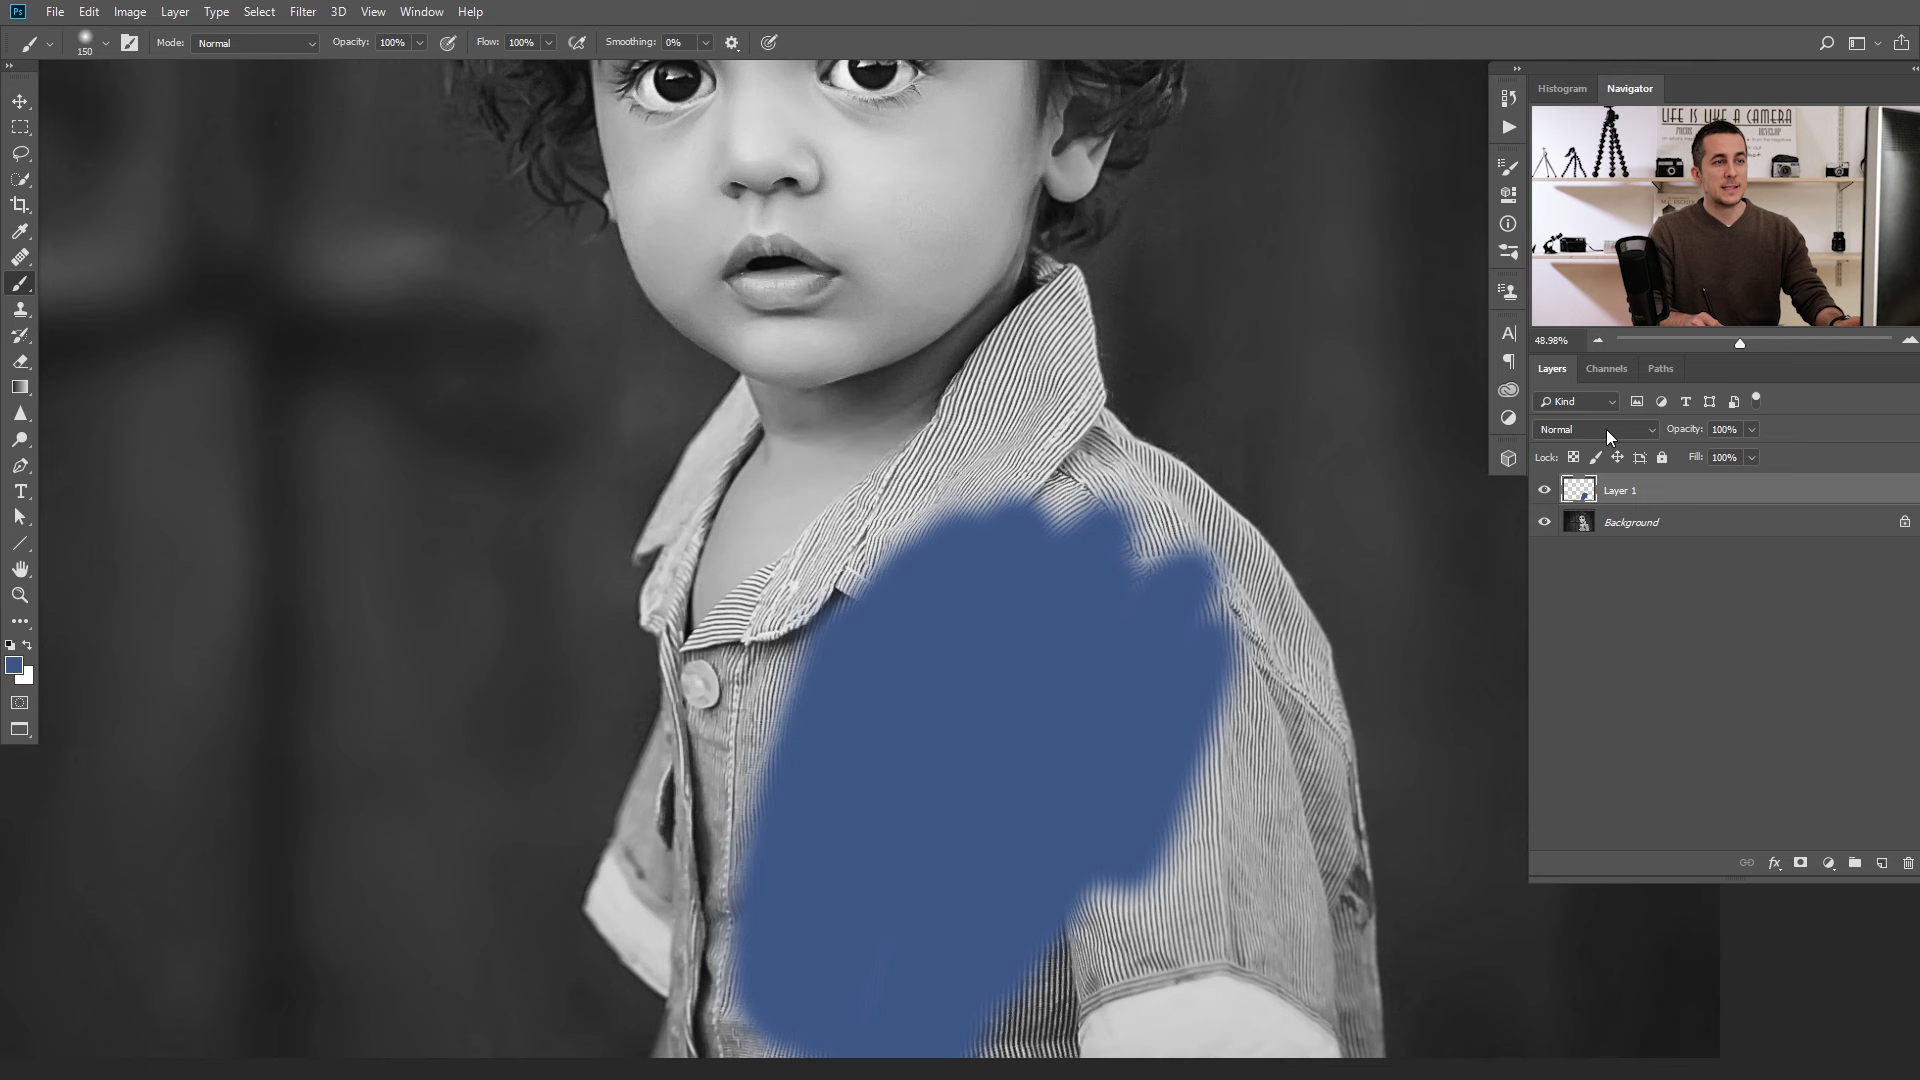 Ps File Edit Image Layer Type Select Filter 3D View Window Help
150 Mode: Normal Opacity: 100% Flow: 100% Smoothing: 0%
Histogram Navigator
LIFE IS LIKE A CAMERA
FOCUS DEVELOP
48.98%
Layers Channels Paths
Kind
Normal Opacity: 100%
Lock: Fill: 100%
Layer 1
Background